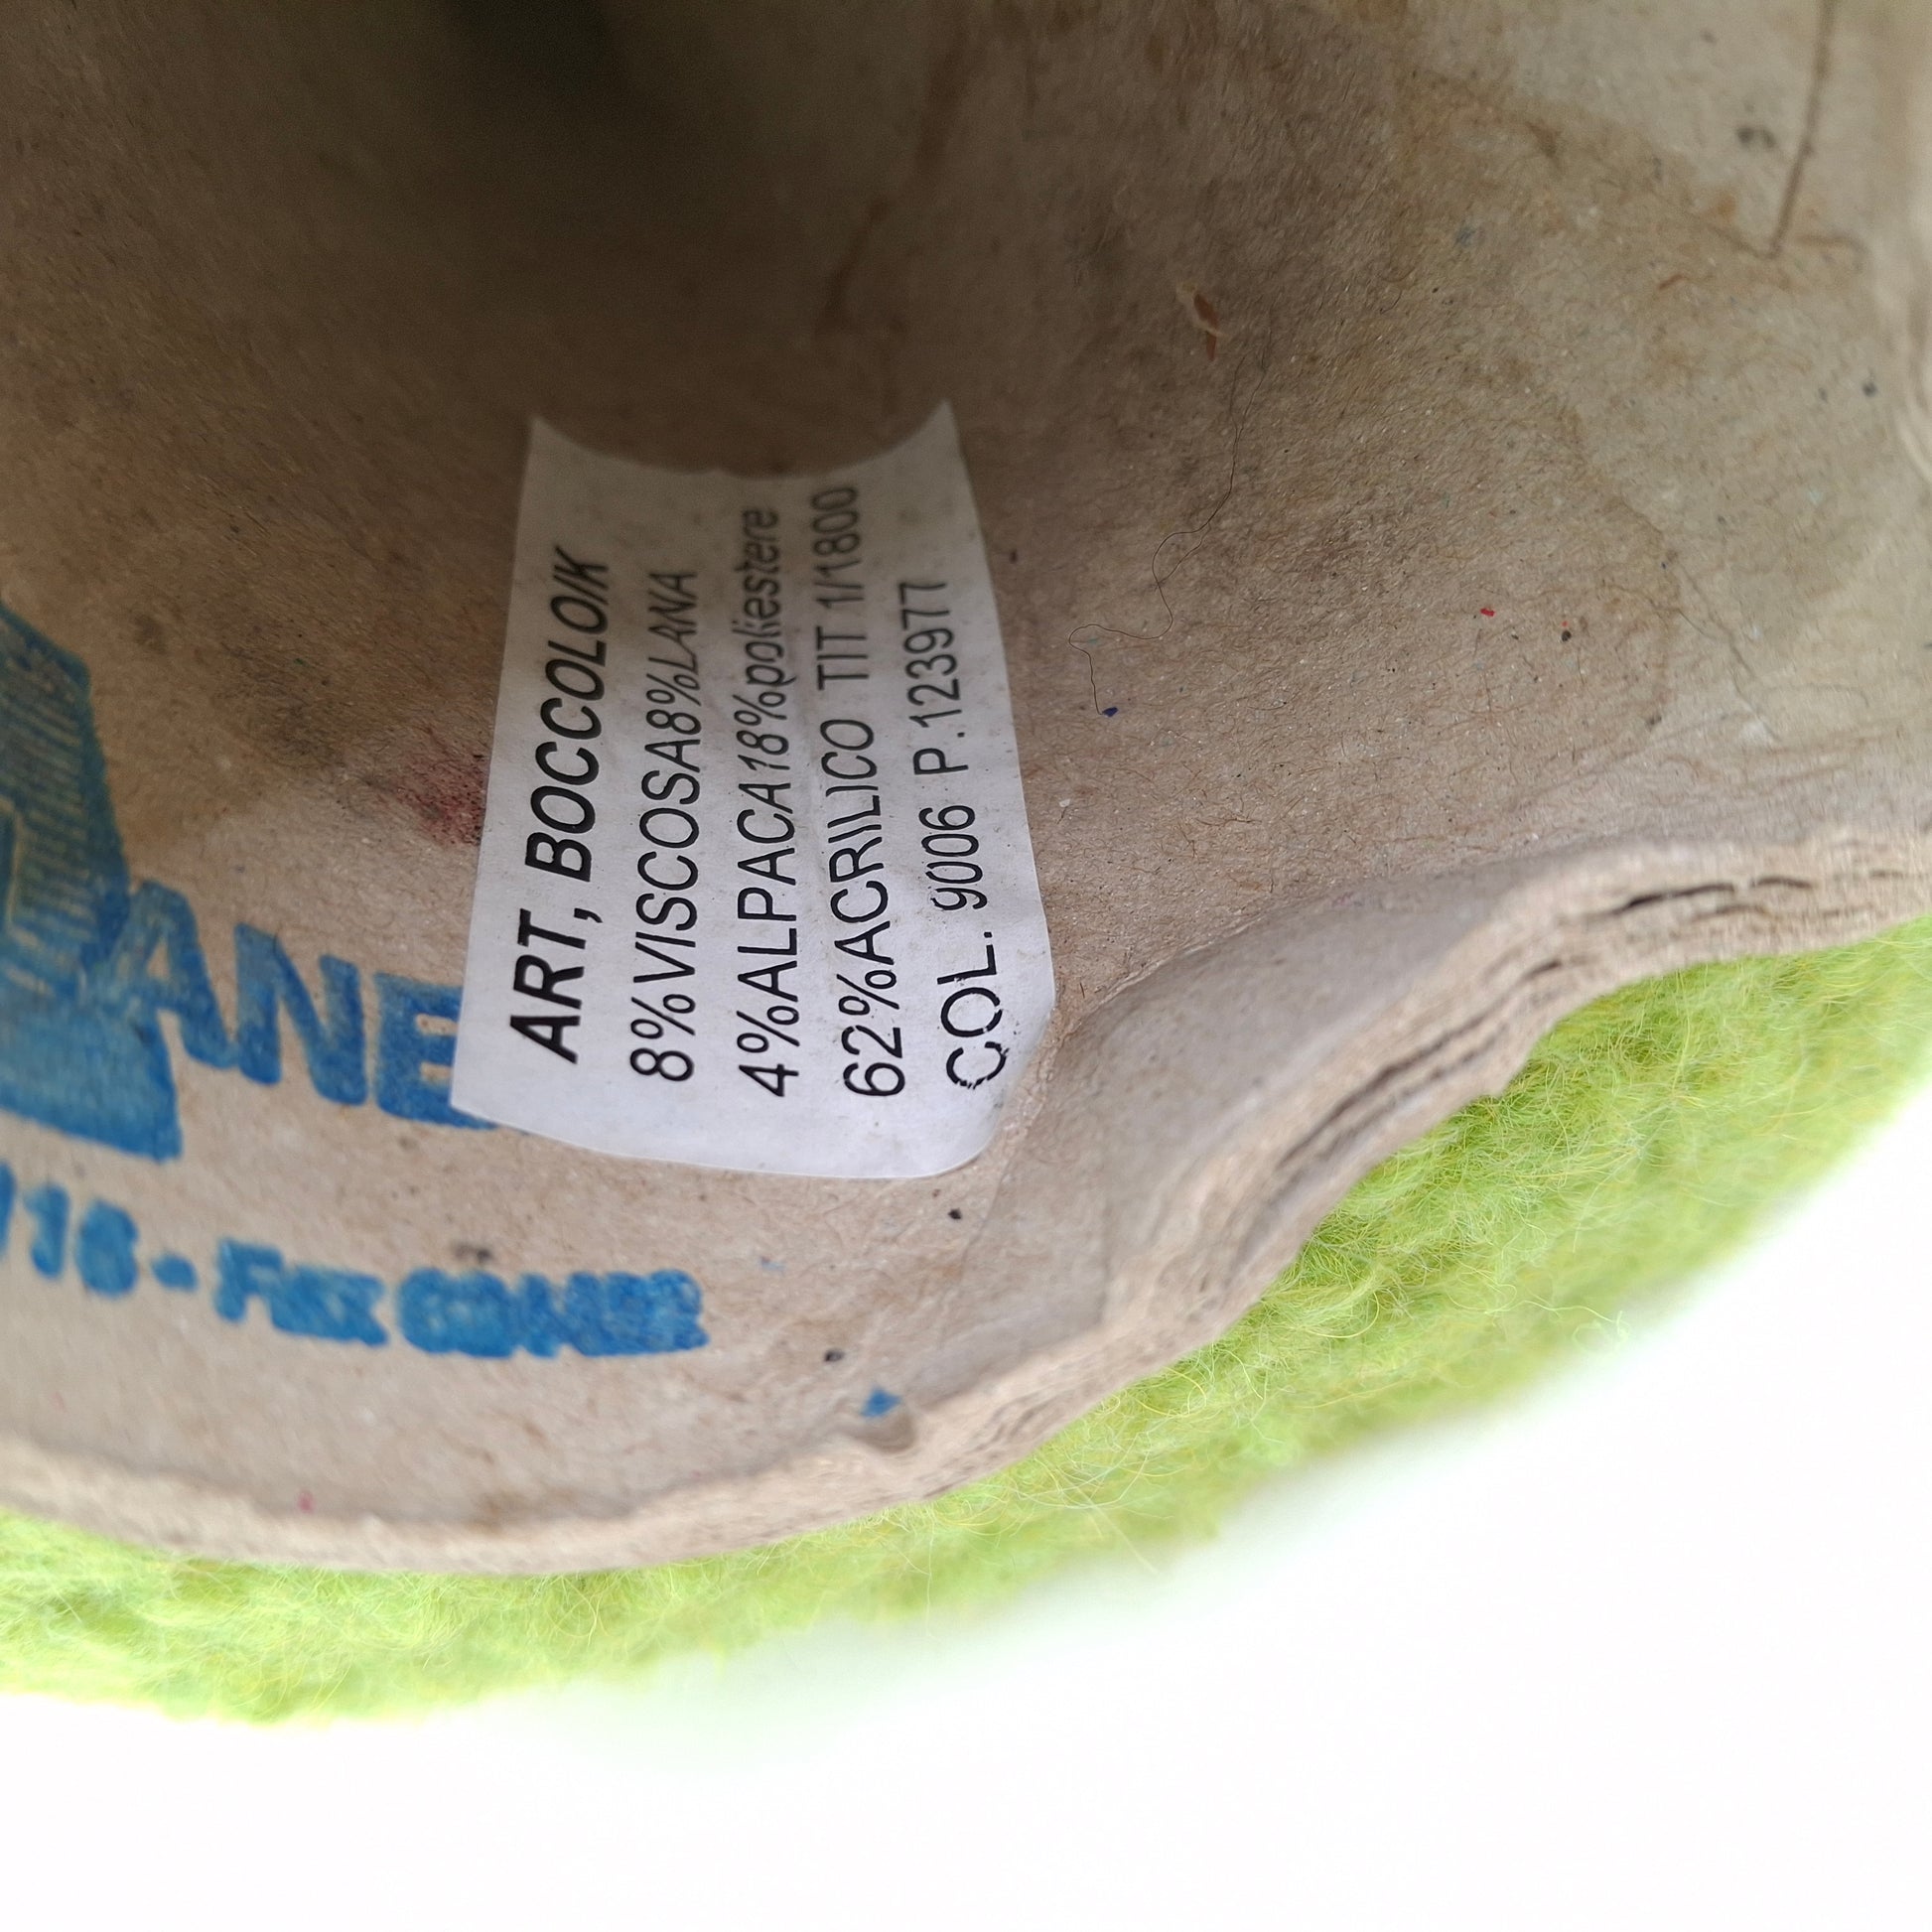 ART, BOCCOLO/K
8%VISCOSA8%LANA
4%ALPACA18%poliestere
62%ACRILICO TIT 1/1800
COL. 9006 P.123977